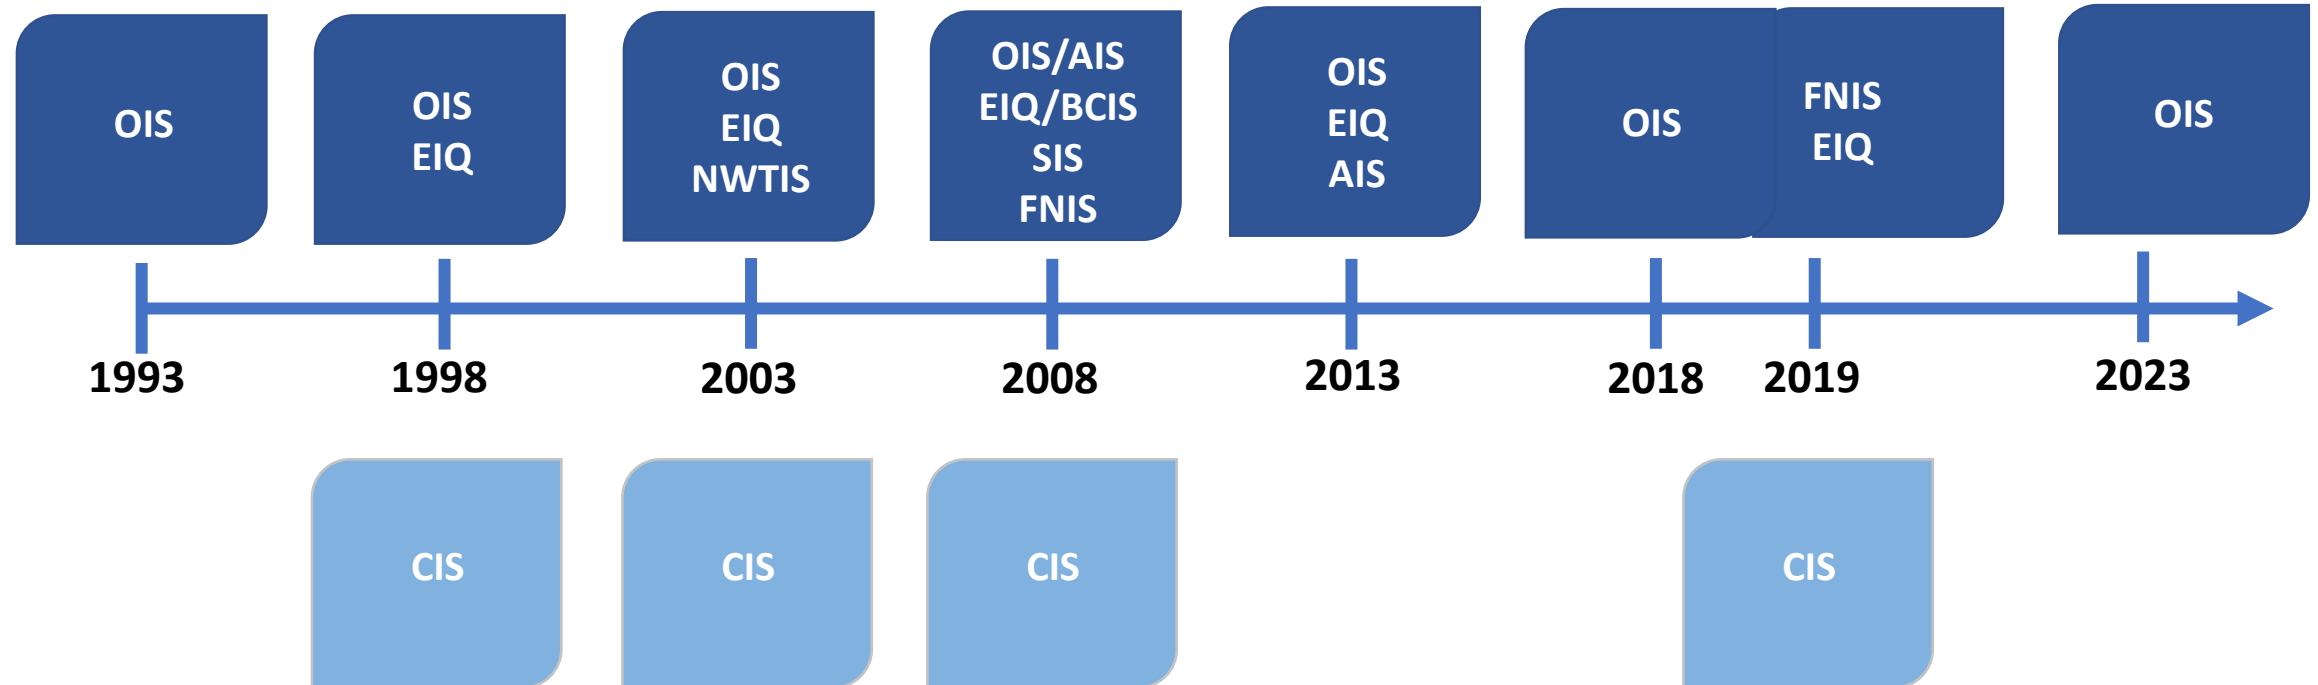 OIS
OIS
EIQ
OIS
EIQ
NWTIS
OIS/AIS
EIQ/BCIS
SIS
FNIS
OIS
EIQ
AIS
OIS
FNIS
EIQ
OIS
1993
1998
2003
2008
2013
2018
2019
2023
CIS
CIS
CIS
CIS